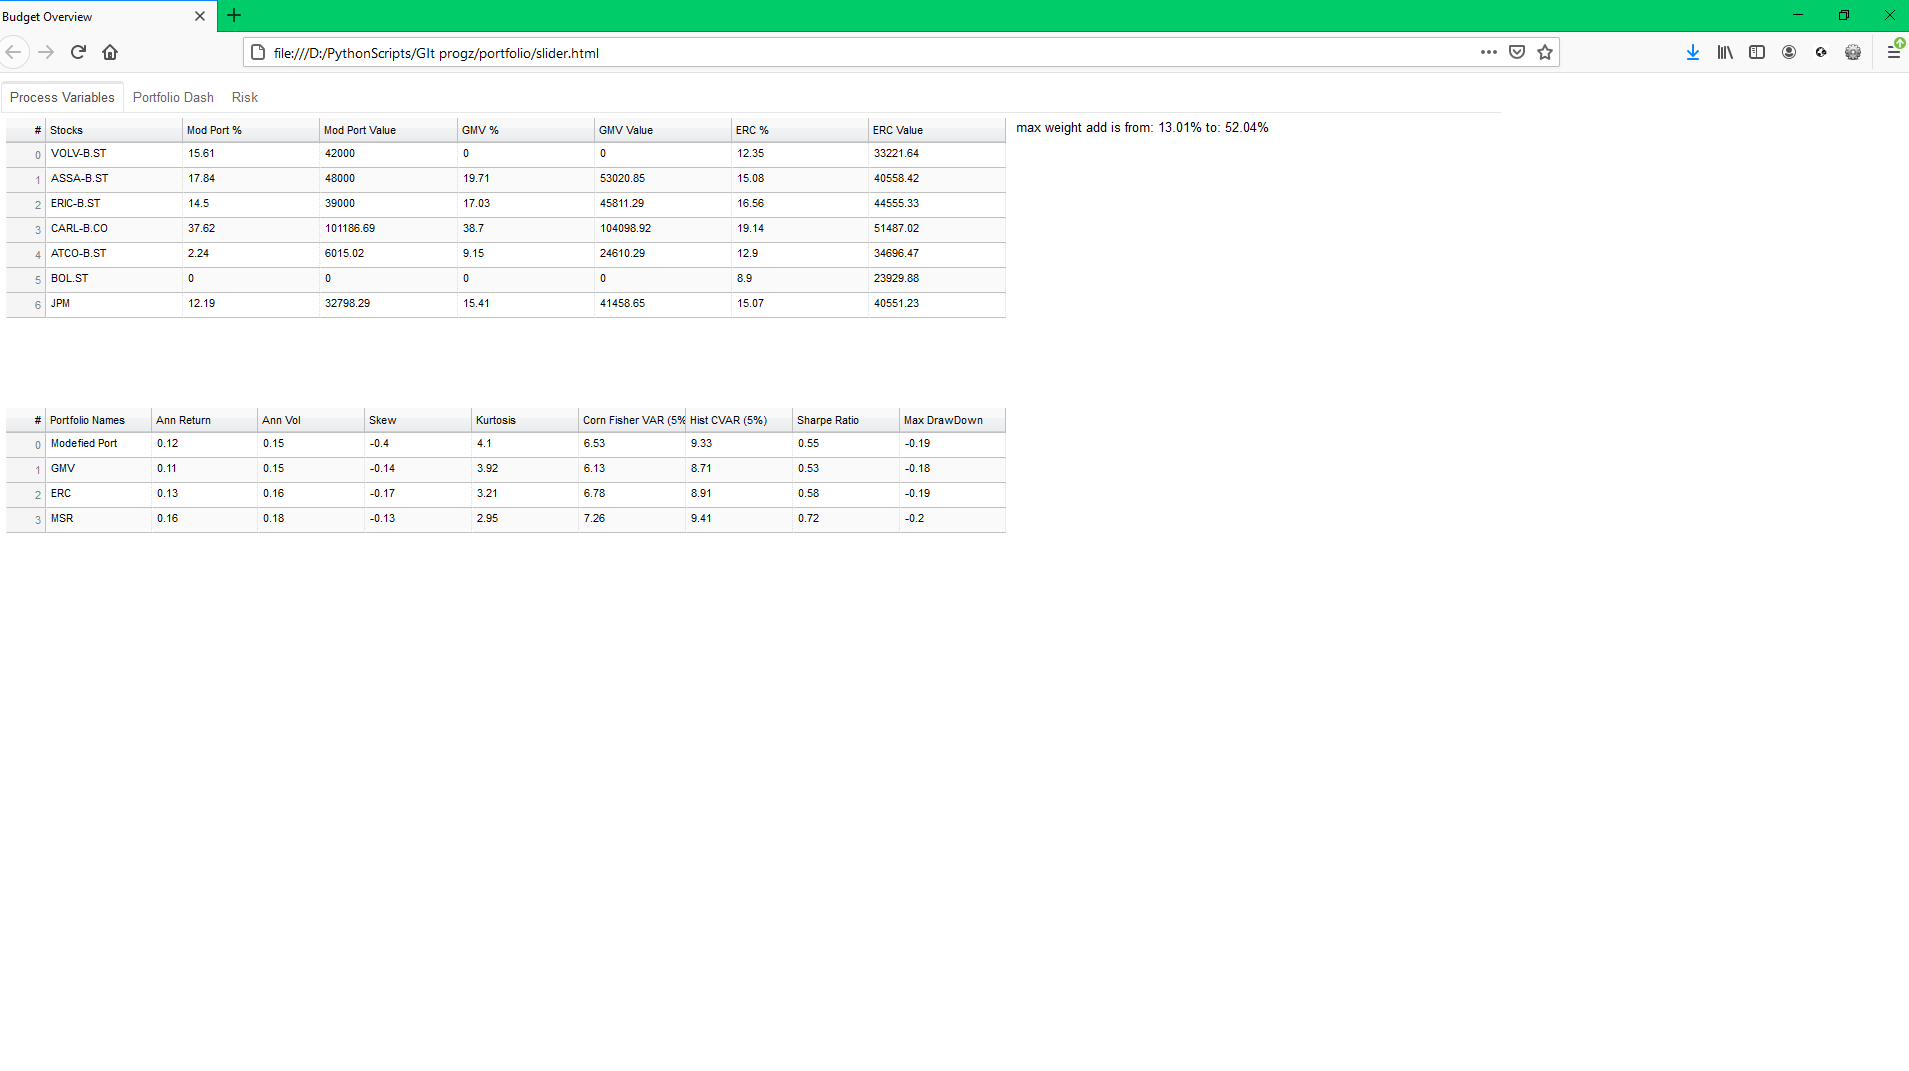 Budget Overview
file:///D:/PythonScripts/GIt progz/portfolio/slider.html
Process Variables Portfolio Dash Risk
# Stocks Mod Port % Mod Port Value GMV % GMV Value ERC % ERC Value
max weight add is from: 13.01% to: 52.04%
0 VOLV-B.ST 15.61 42000 0 0 12.35 33221.64
1 ASSA-B.ST 17.84 48000 19.71 53020.85 15.08 40558.42
2 ERIC-B.ST 14.5 39000 17.03 45811.29 16.56 44555.33
3 CARL-B.CO 37.62 101186.69 38.7 104098.92 19.14 51487.02
4 ATCO-B.ST 2.24 6015.02 9.15 24610.29 12.9 34696.47
5 BOL.ST 0 0 0 0 8.9 23929.88
6 JPM 12.19 32798.29 15.41 41458.65 15.07 40551.23
# Portfolio Names Ann Return Ann Vol Skew Kurtosis Corn Fisher VAR (5% Hist CVAR (5%) Sharpe Ratio Max DrawDown
0 Modefied Port 0.12 0.15 -0.4 4.1 6.53 9.33 0.55 -0.19
1 GMV 0.11 0.15 -0.14 3.92 6.13 8.71 0.53 -0.18
2 ERC 0.13 0.16 -0.17 3.21 6.78 8.91 0.58 -0.19
3 MSR 0.16 0.18 -0.13 2.95 7.26 9.41 0.72 -0.2